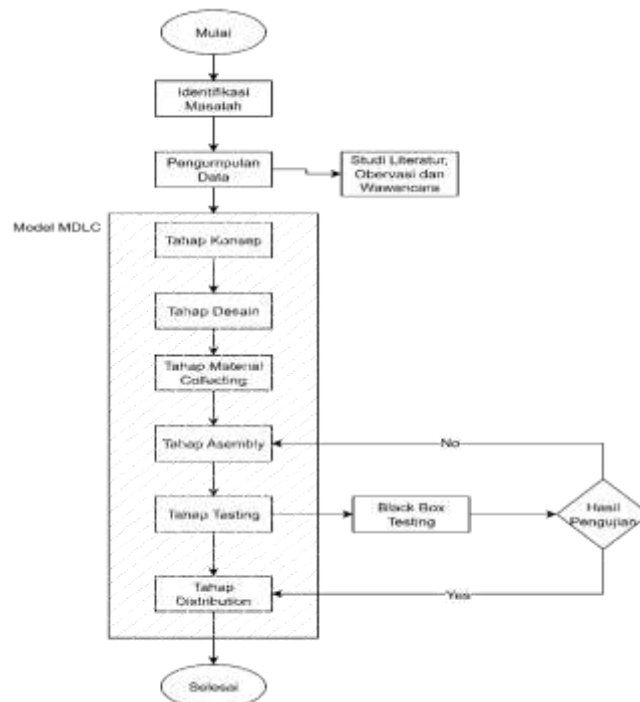 Mulai
Identifikasi
Masalah
Pengumpulan
Data
Studi Literatur,
Obervasi dan
Wawancara
Model MDLC
Tahap Konsep
Tahap Desain
Tahap Material
Collecting
Tahap Asembly
No
Tahap Testing
Black Box
Testing
Hasil
Pengujian
Tahap
Distribution
Yes
Selesai